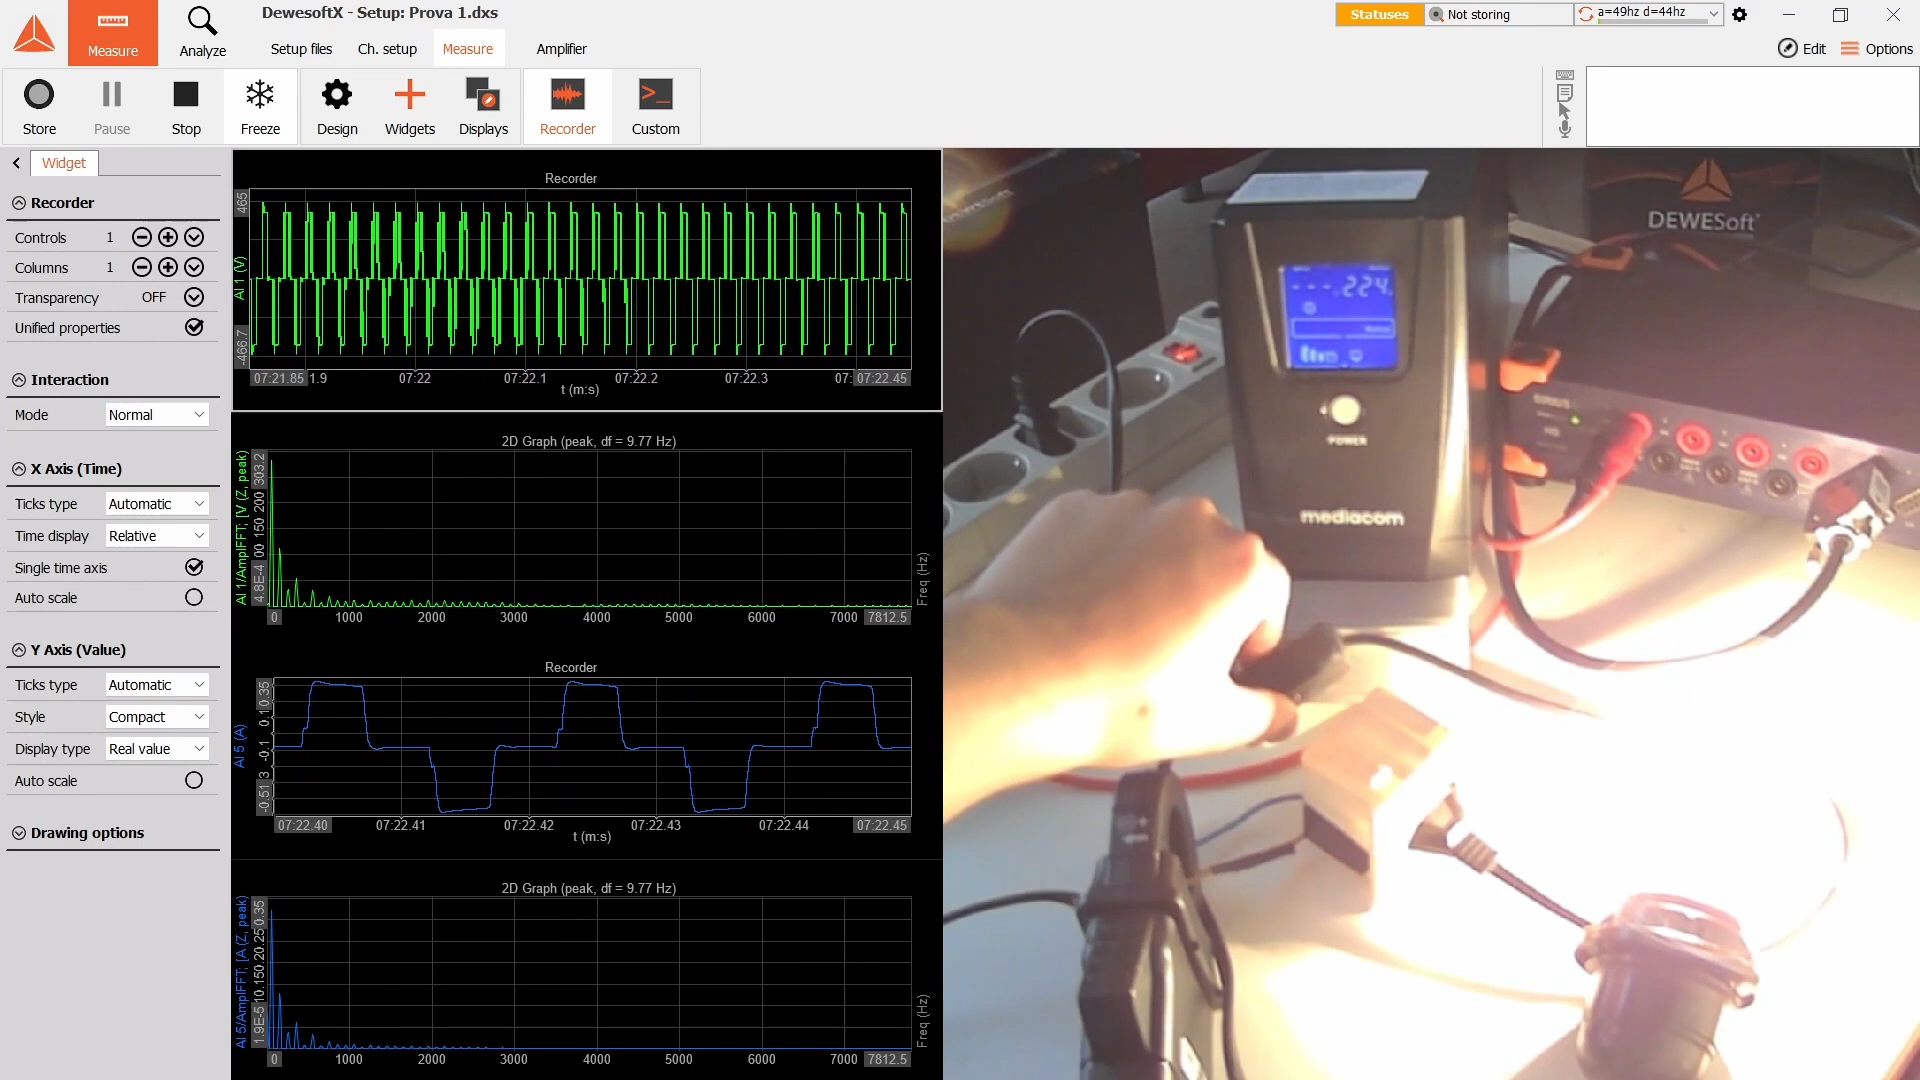 DewesoftX - Setup: Prova 1.dxs
Statuses
Not storing
a=49hz d=44hz
Measure
Analyze
Setup files
Ch. setup
Measure
Amplifier
Edit
Options
Store
Pause
Stop
Freeze
Design
Widgets
Displays
Recorder
Custom
Widget
Recorder
Controls 1
Columns 1
Transparency OFF
Unified properties
Interaction
Mode Normal
X Axis (Time)
Ticks type Automatic
Time display Relative
Single time axis
Auto scale
Y Axis (Value)
Ticks type Automatic
Style Compact
Display type Real value
Auto scale
Drawing options
Recorder
465
AI 1 (V)
-466.7
07:21.85 1.9 07:22 07:22.1 07:22.2 07:22.3 07: 07:22.45
t (m:s)
2D Graph (peak, df = 9.77 Hz)
AI 1/AmplFFT; [V (Z, peak)
4.8E-4 00 150 200 303.2
0 1000 2000 3000 4000 5000 6000 7000 7812.5
Freq (Hz)
Recorder
AI 5 (A)
07:22.40 07:22.41 07:22.42 07:22.43 07:22.44 07:22.45
t (m:s)
2D Graph (peak, df = 9.77 Hz)
AI 5/AmplFFT; [A (Z, peak)
0 1000 2000 3000 4000 5000 6000 7000 7812.5
Freq (Hz)
DEWESoft
---.224.
POWER
mediacom